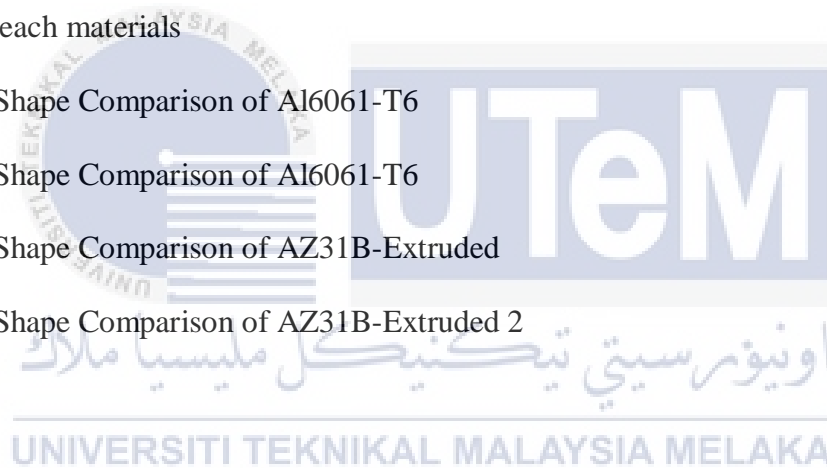 each materials
Shape Comparison of Al6061-T6
Shape Comparison of Al6061-T6
Shape Comparison of AZ31B-Extruded
Shape Comparison of AZ31B-Extruded 2
UTeM
اونيۏرسيتي تيكنيكل مليسيا ملاك
UNIVERSITI TEKNIKAL MALAYSIA MELAKA